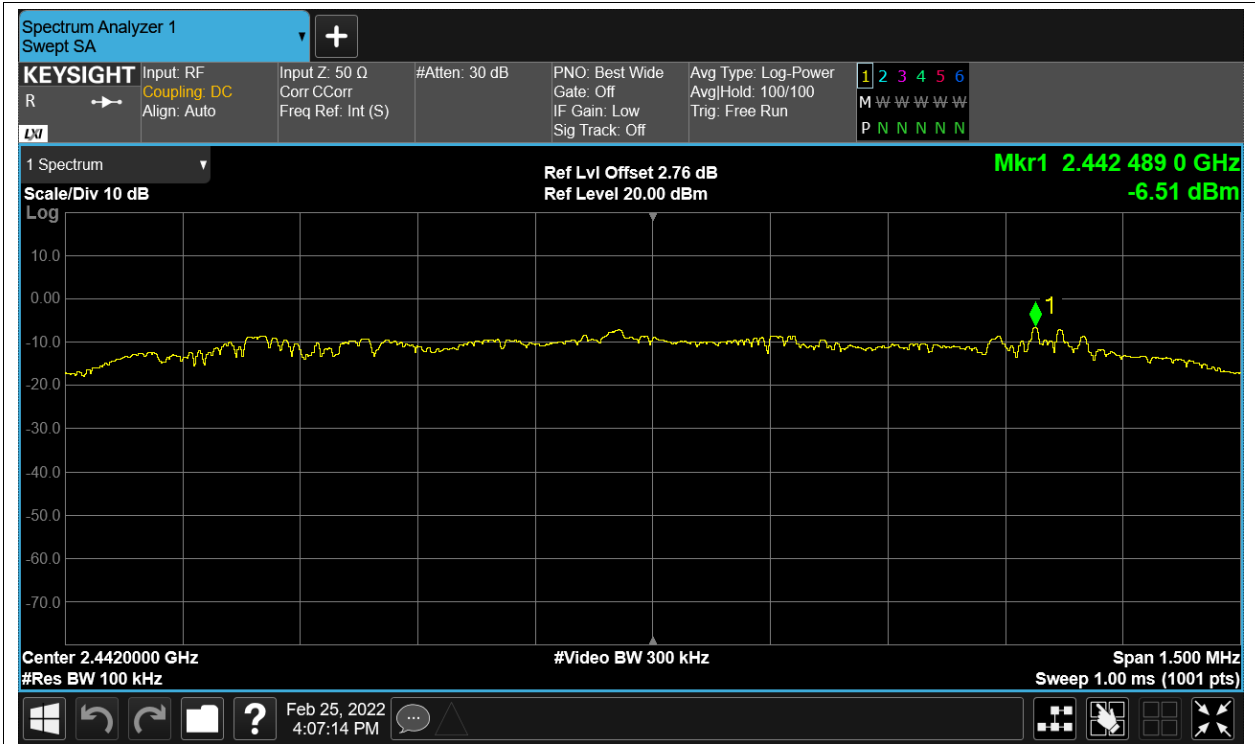 Spectrum Analyzer 1
Swept SA
KEYSIGHT
R
LXI
Input: RF
Coupling: DC
Align: Auto
Input Z: 50 Ω
Corr CCorr
Freq Ref: Int (S)
#Atten: 30 dB
PNO: Best Wide
Gate: Off
IF Gain: Low
Sig Track: Off
Avg Type: Log-Power
Avg|Hold: 100/100
Trig: Free Run
1 2 3 4 5 6
M W W W W W
P N N N N N
1 Spectrum
Scale/Div 10 dB
Log
Ref Lvl Offset 2.76 dB
Ref Level 20.00 dBm
Mkr1 2.442 489 0 GHz
-6.51 dBm
10.0
0.00
1
-10.0
-20.0
-30.0
-40.0
-50.0
-60.0
-70.0
Center 2.4420000 GHz
#Res BW 100 kHz
#Video BW 300 kHz
Span 1.500 MHz
Sweep 1.00 ms (1001 pts)
?
Feb 25, 2022
4:07:14 PM